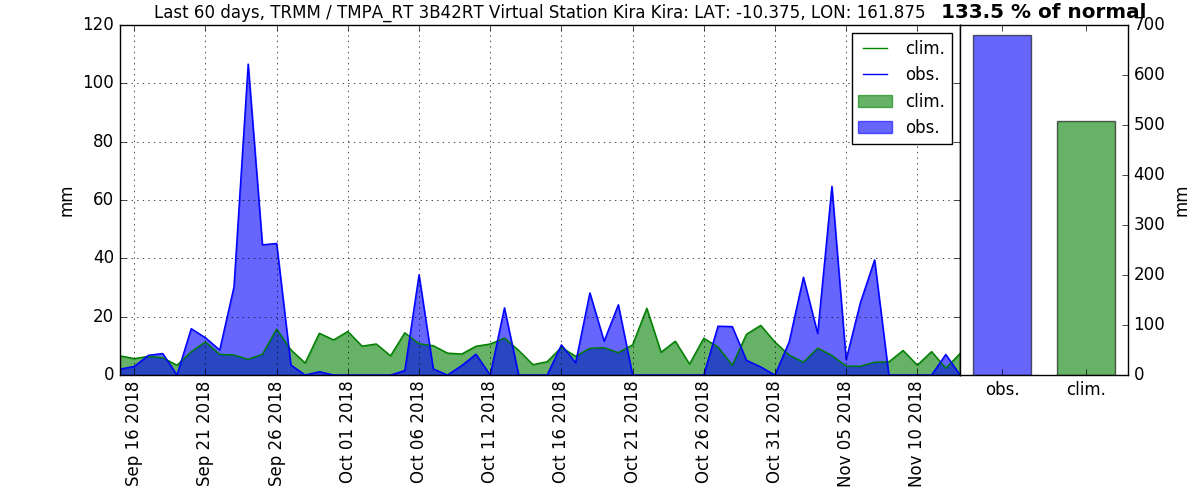 Last 60 days, TRMM / TMPA_RT 3B42RT Virtual Station Kira Kira: LAT: -10.375, LON: 161.875
133.5 % of normal
120
100
80
60
40
20
0
mm
clim.
obs.
clim.
obs.
700
600
500
400
300
200
100
0
mm
obs.
clim.
Sep 16 2018
Sep 21 2018
Sep 26 2018
Oct 01 2018
Oct 06 2018
Oct 11 2018
Oct 16 2018
Oct 21 2018
Oct 26 2018
Oct 31 2018
Nov 05 2018
Nov 10 2018